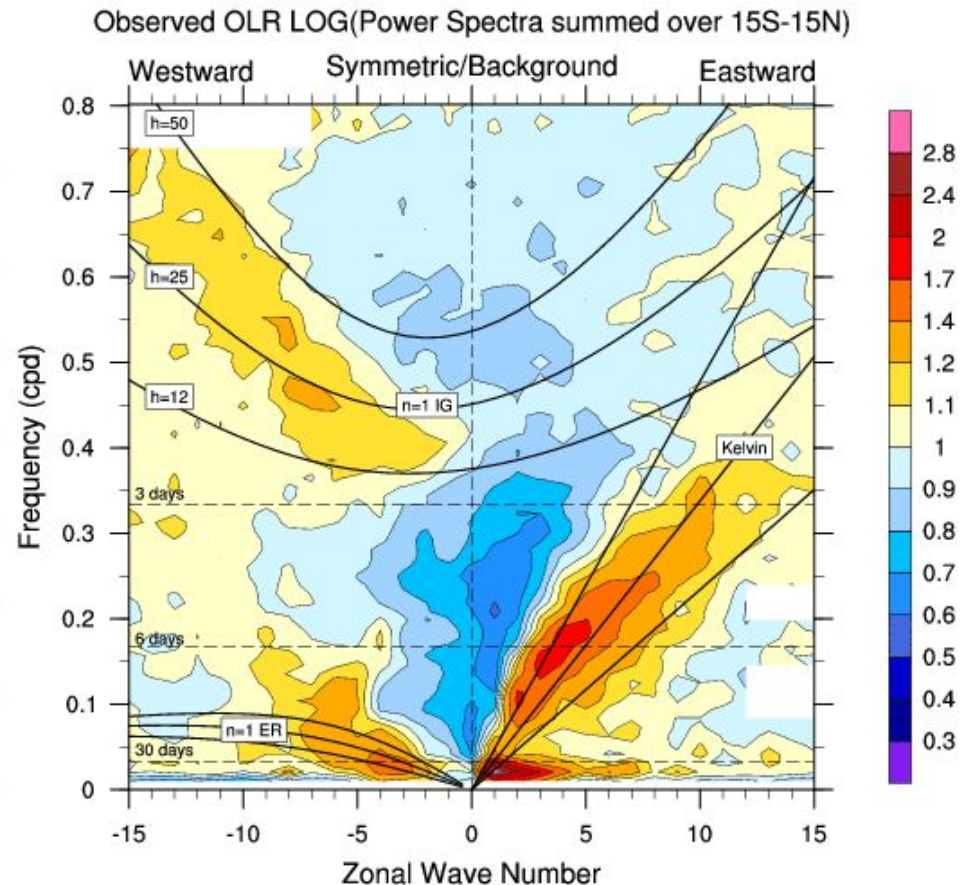 Observed OLR LOG(Power Spectra summed over 15S-15N)
Westward Symmetric/Background Eastward
0.8
h=50
0.7
0.6
h=25
0.5
h=12
n=1 IG
0.4
Kelvin
3 days
0.3
0.2
6 days
0.1
n=1 ER
30 days
0
Frequency (cpd)
-15 -10 -5 0 5 10 15
Zonal Wave Number
2.8
2.4
2
1.7
1.4
1.2
1.1
1
0.9
0.8
0.7
0.6
0.5
0.4
0.3